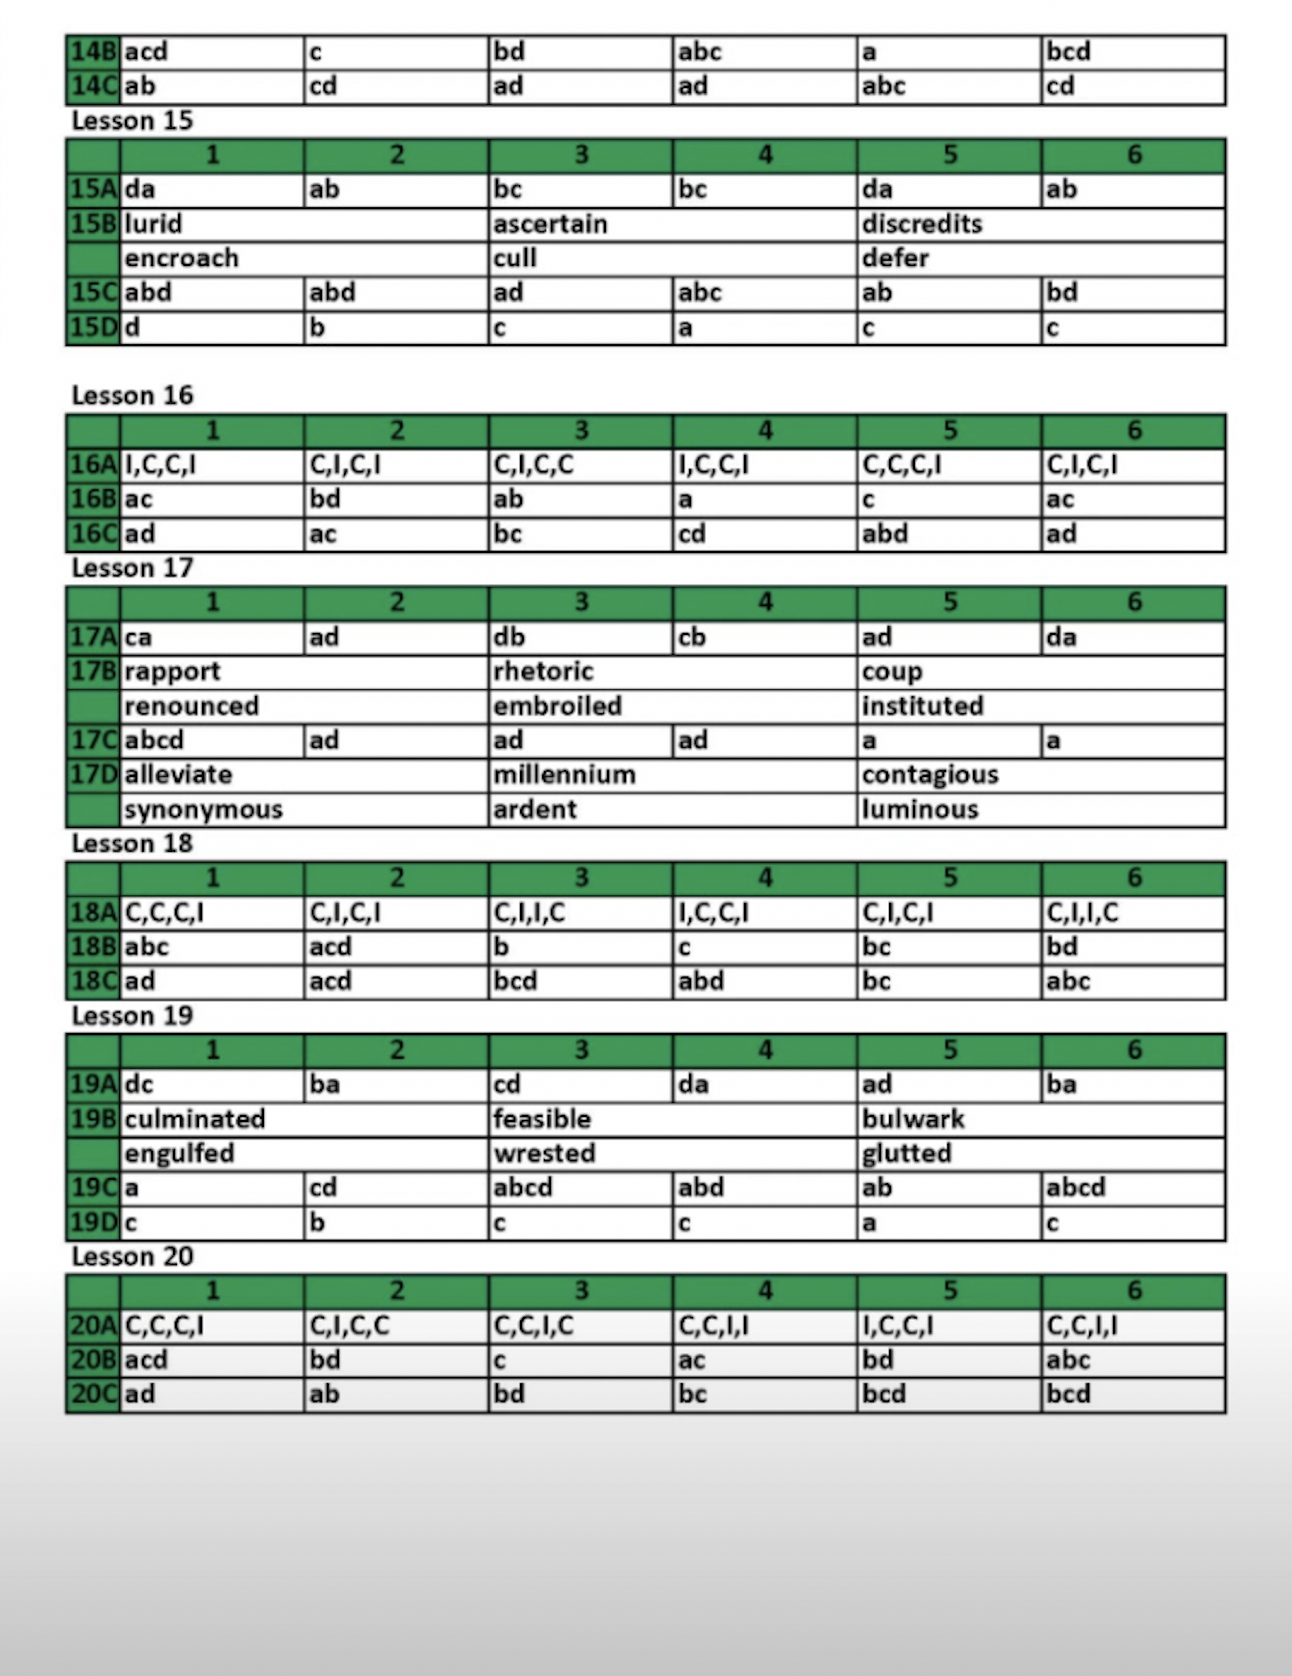 14B acd c bd abc a bcd
14C ab cd ad ad abc cd
Lesson 15
1 2 3 4 5 6
15A da ab bc bc da ab
15B lurid ascertain discredits
encroach cull defer
15C abd abd ad abc ab bd
15D d b c a c c
Lesson 16
1 2 3 4 5 6
16A I,C,C,I C,I,C,I C,I,C,C I,C,C,I C,C,C,I C,I,C,I
16B ac bd ab a c ac
16C ad ac bc cd abd ad
Lesson 17
1 2 3 4 5 6
17A ca ad db cb ad da
17B rapport rhetoric coup
renounced embroiled instituted
17C abcd ad ad ad a a
17D alleviate millennium contagious
synonymous ardent luminous
Lesson 18
1 2 3 4 5 6
18A C,C,C,I C,I,C,I C,I,I,C I,C,C,I C,I,C,I C,I,I,C
18B abc acd b c bc bd
18C ad acd bcd abd bc abc
Lesson 19
1 2 3 4 5 6
19A dc ba cd da ad ba
19B culminated feasible bulwark
engulfed wrested glutted
19C a cd abcd abd ab abcd
19D c b c c a c
Lesson 20
1 2 3 4 5 6
20A C,C,C,I C,I,C,C C,C,I,C C,C,I,I I,C,C,I C,C,I,I
20B acd bd c ac bd abc
20C ad ab bd bc bcd bcd